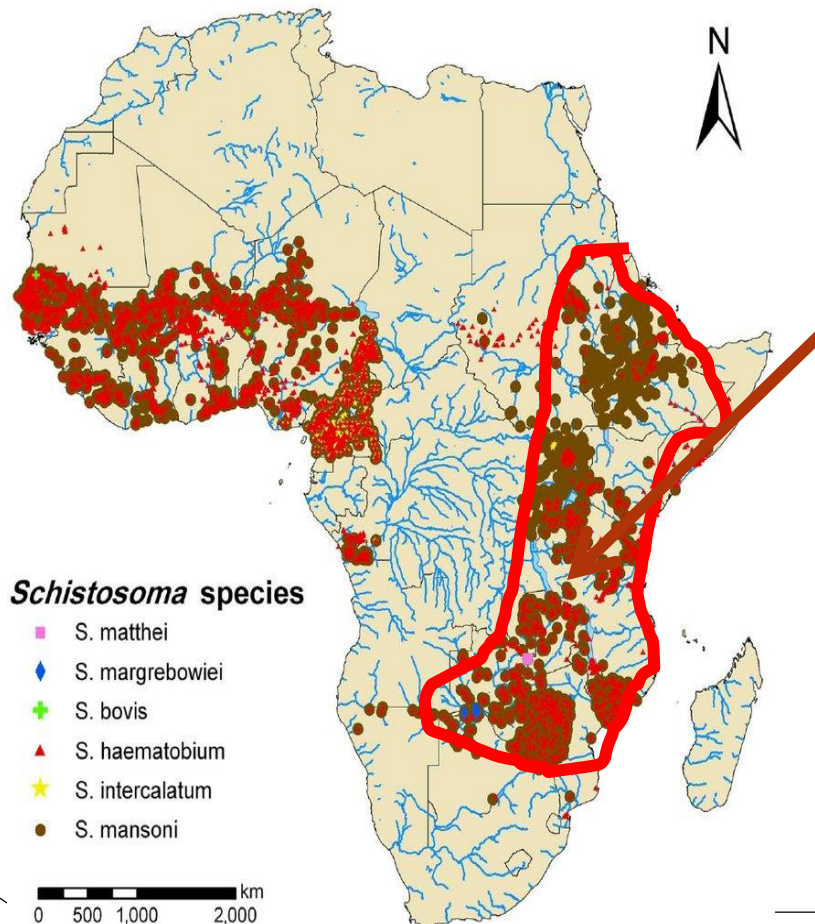 N
Schistosoma species
S. matthei
S. margrebowiei
S. bovis
S. haematobium
S. intercalatum
S. mansoni
km
0 500 1,000 2,000